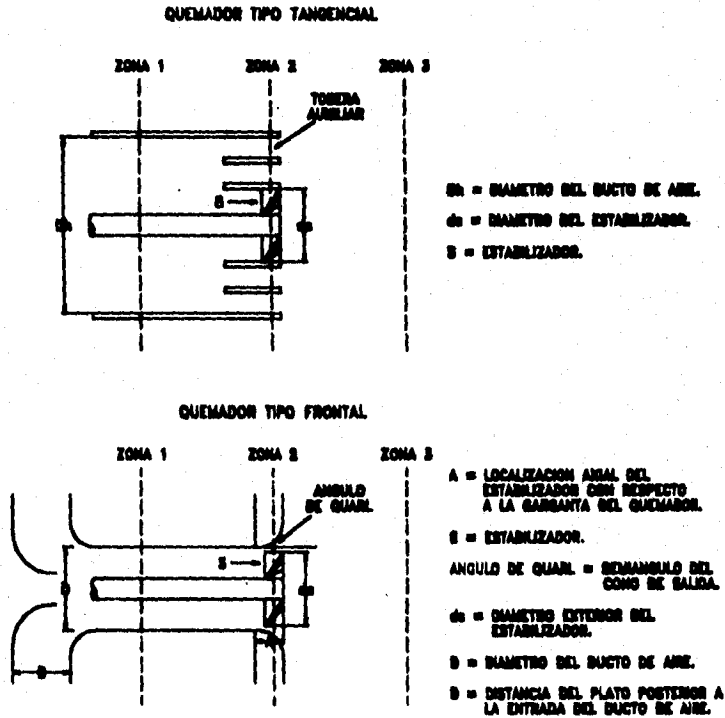 QUEMADOR TIPO TANGENCIAL
ZONA 1 ZONA 2 ZONA 3
TOBERA
AUXILIAR
S
Dh = DIAMETRO DEL DUCTO DE AIRE.
de = DIAMETRO DEL ESTABILIZADOR.
S = ESTABILIZADOR.
QUEMADOR TIPO FRONTAL
ZONA 1 ZONA 2 ZONA 3
ANGULO
DE QUARL
S
A = LOCALIZACION AXIAL DEL
ESTABILIZADOR CON RESPECTO
A LA GARGANTA DEL QUEMADOR.
S = ESTABILIZADOR.
ANGULO DE QUARL = SEMIANGULO DEL
CONO DE SALIDA.
de = DIAMETRO EXTERIOR DEL
ESTABILIZADOR.
D = DIAMETRO DEL DUCTO DE AIRE.
= DISTANCIA DEL PLATO POSTERIOR A
LA ENTRADA DEL DUCTO DE AIRE.